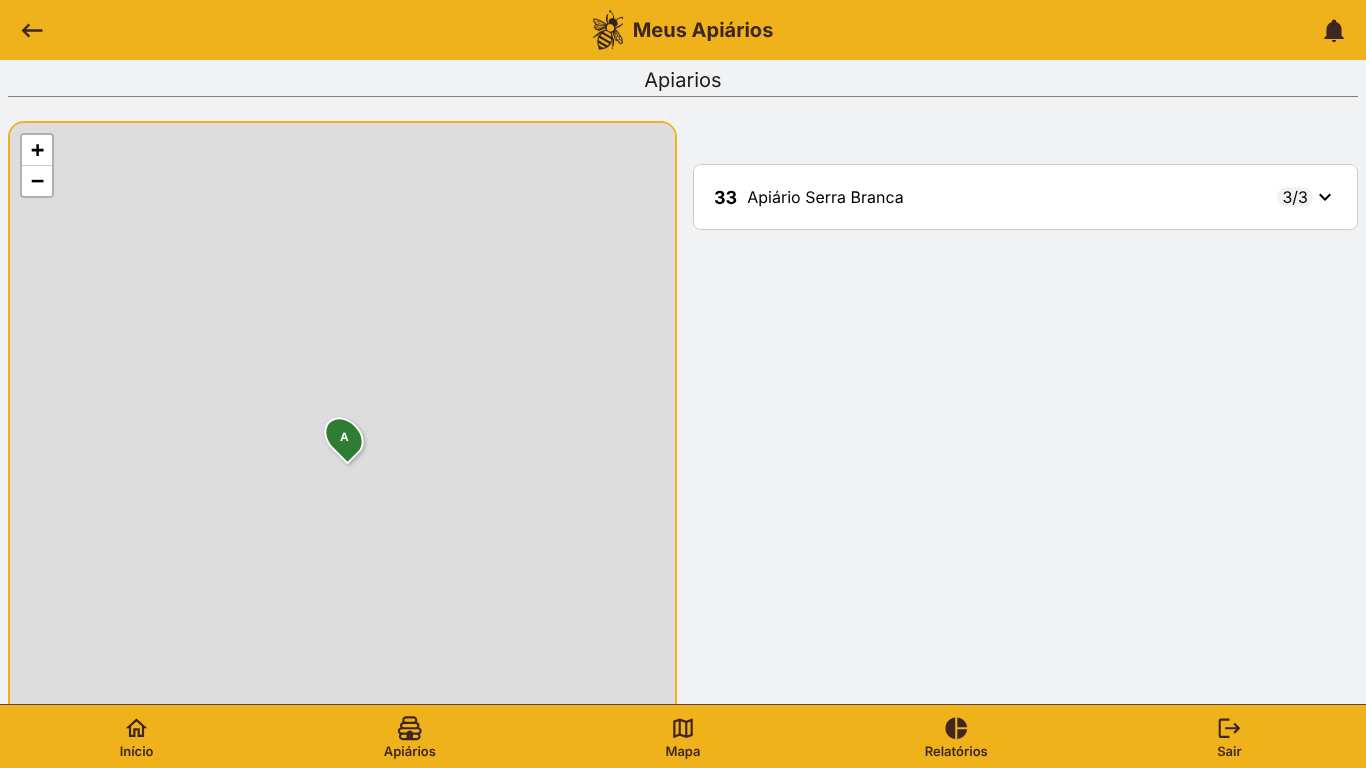 Meus Apiários
Apiarios
+
−
33 Apiário Serra Branca 3/3
A
Início
Apiários
Mapa
Relatórios
Sair